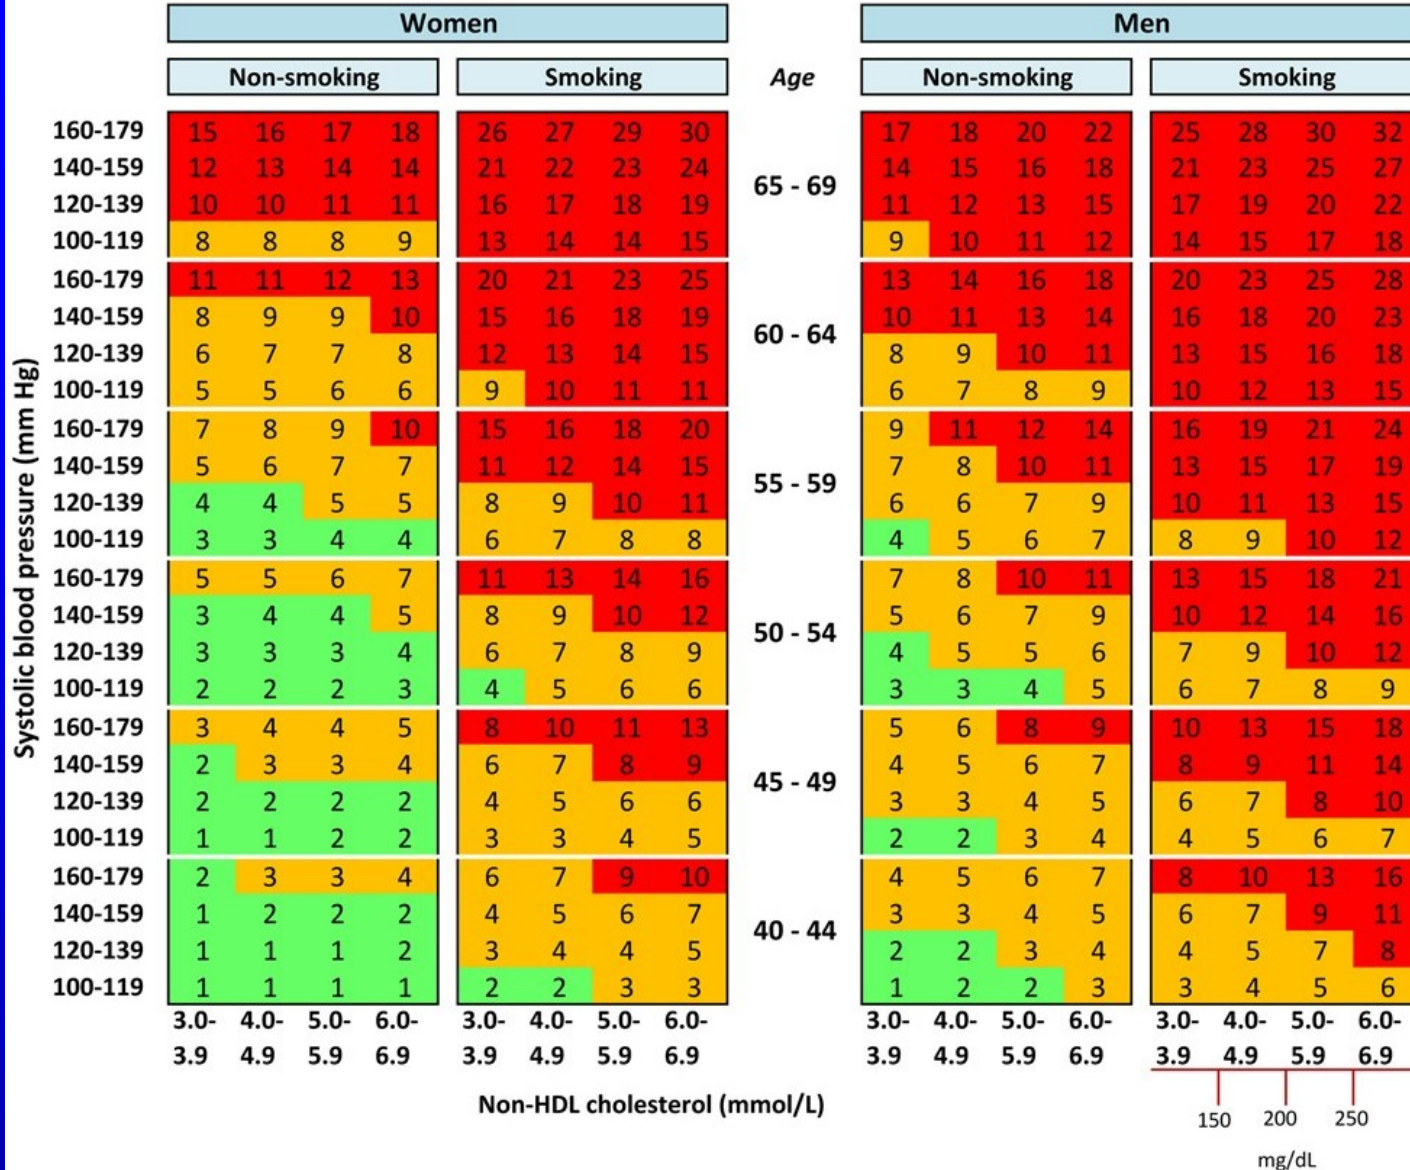 Women Men
Non-smoking Smoking Age Non-smoking Smoking
Systolic blood pressure (mm Hg)
160-179 15 16 17 18 26 27 29 30 17 18 20 22 25 28 30 32
140-159 12 13 14 14 21 22 23 24 14 15 16 18 21 23 25 27
65 - 69
120-139 10 10 11 11 16 17 18 19 11 12 13 15 17 19 20 22
100-119 8 8 8 9 13 14 14 15 9 10 11 12 14 15 17 18
160-179 11 11 12 13 20 21 23 25 13 14 16 18 20 23 25 28
140-159 8 9 9 10 15 16 18 19 10 11 13 14 16 18 20 23
60 - 64
120-139 6 7 7 8 12 13 14 15 8 9 10 11 13 15 16 18
100-119 5 5 6 6 9 10 11 11 6 7 8 9 10 12 13 15
160-179 7 8 9 10 15 16 18 20 9 11 12 14 16 19 21 24
140-159 5 6 7 7 11 12 14 15 7 8 10 11 13 15 17 19
55 - 59
120-139 4 4 5 5 8 9 10 11 6 6 7 9 10 11 13 15
100-119 3 3 4 4 6 7 8 8 4 5 6 7 8 9 10 12
160-179 5 5 6 7 11 13 14 16 7 8 10 11 13 15 18 21
140-159 3 4 4 5 8 9 10 12 5 6 7 9 10 12 14 16
50 - 54
120-139 3 3 3 4 6 7 8 9 4 5 5 6 7 9 10 12
100-119 2 2 2 3 4 5 6 6 3 3 4 5 6 7 8 9
160-179 3 4 4 5 8 10 11 13 5 6 8 9 10 13 15 18
140-159 2 3 3 4 6 7 8 9 4 5 6 7 8 9 11 14
45 - 49
120-139 2 2 2 2 4 5 6 6 3 3 4 5 6 7 8 10
100-119 1 1 2 2 3 3 4 5 2 2 3 4 4 5 6 7
160-179 2 3 3 4 6 7 9 10 4 5 6 7 8 10 13 16
140-159 1 2 2 2 4 5 6 7 3 3 4 5 6 7 9 11
40 - 44
120-139 1 1 1 2 3 4 4 5 2 2 3 4 4 5 7 8
100-119 1 1 1 1 2 2 3 3 1 2 2 3 3 4 5 6
3.0- 4.0- 5.0- 6.0- 3.0- 4.0- 5.0- 6.0- 3.0- 4.0- 5.0- 6.0- 3.0- 4.0- 5.0- 6.0-
3.9 4.9 5.9 6.9 3.9 4.9 5.9 6.9 3.9 4.9 5.9 6.9 3.9 4.9 5.9 6.9
Non-HDL cholesterol (mmol/L)
150 200 250
mg/dL